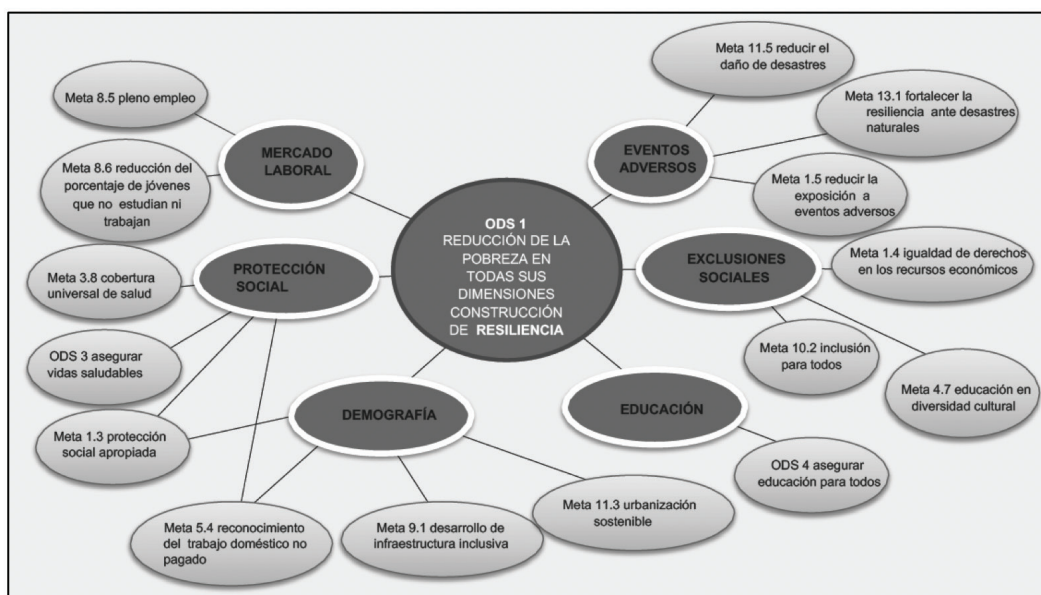 ODS 1
REDUCCIÓN DE LA
POBREZA EN
TODAS SUS
DIMENSIONES
CONSTRUCCIÓN
DE RESILIENCIA
MERCADO
LABORAL
Meta 8.5 pleno empleo
Meta 8.6 reducción del
porcentaje de jóvenes
que no estudian ni
trabajan
PROTECCIÓN
SOCIAL
Meta 3.8 cobertura
universal de salud
ODS 3 asegurar
vidas saludables
Meta 1.3 protección
social apropiada
DEMOGRAFÍA
Meta 5.4 reconocimiento
del trabajo doméstico no
pagado
Meta 9.1 desarrollo de
infraestructura inclusiva
Meta 11.3 urbanización
sostenible
EDUCACIÓN
ODS 4 asegurar
educación para todos
EXCLUSIONES
SOCIALES
Meta 1.4 igualdad de derechos
en los recursos económicos
Meta 10.2 inclusión
para todos
Meta 4.7 educación en
diversidad cultural
EVENTOS
ADVERSOS
Meta 11.5 reducir el
daño de desastres
Meta 13.1 fortalecer la
resiliencia ante desastres
naturales
Meta 1.5 reducir la
exposición a
eventos adversos